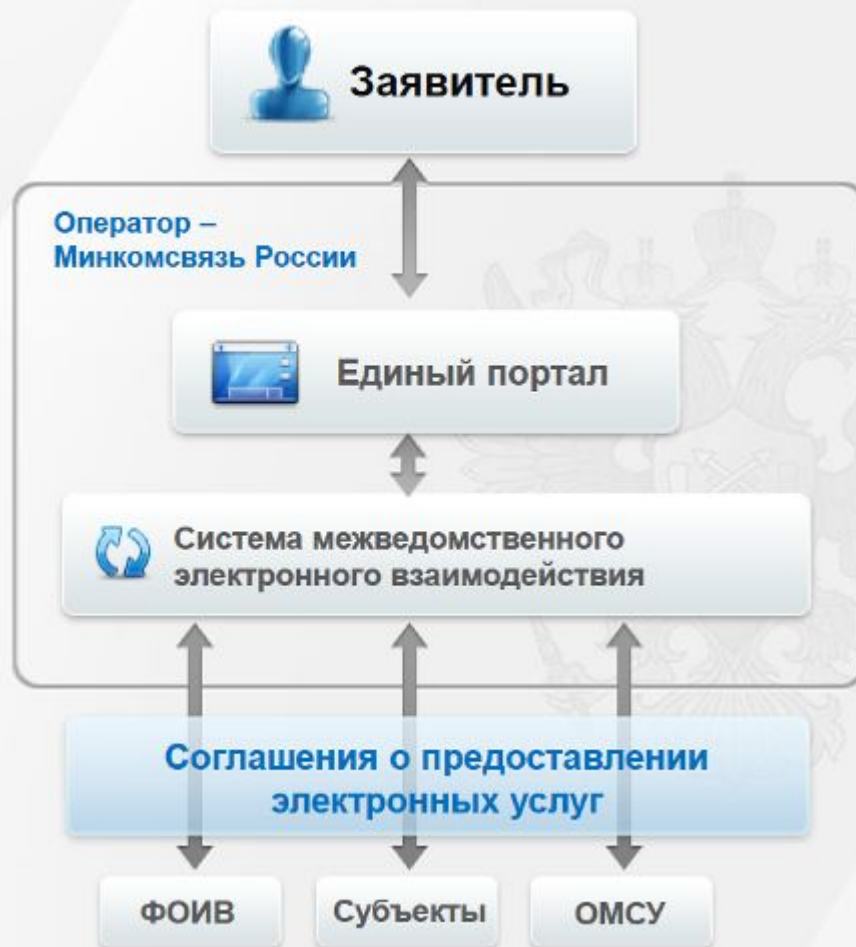 Заявитель
Оператор –
Минкомсвязь России
Единый портал
Система межведомственного
электронного взаимодействия
Соглашения о предоставлении
электронных услуг
ФОИВ
Субъекты
ОМСУ